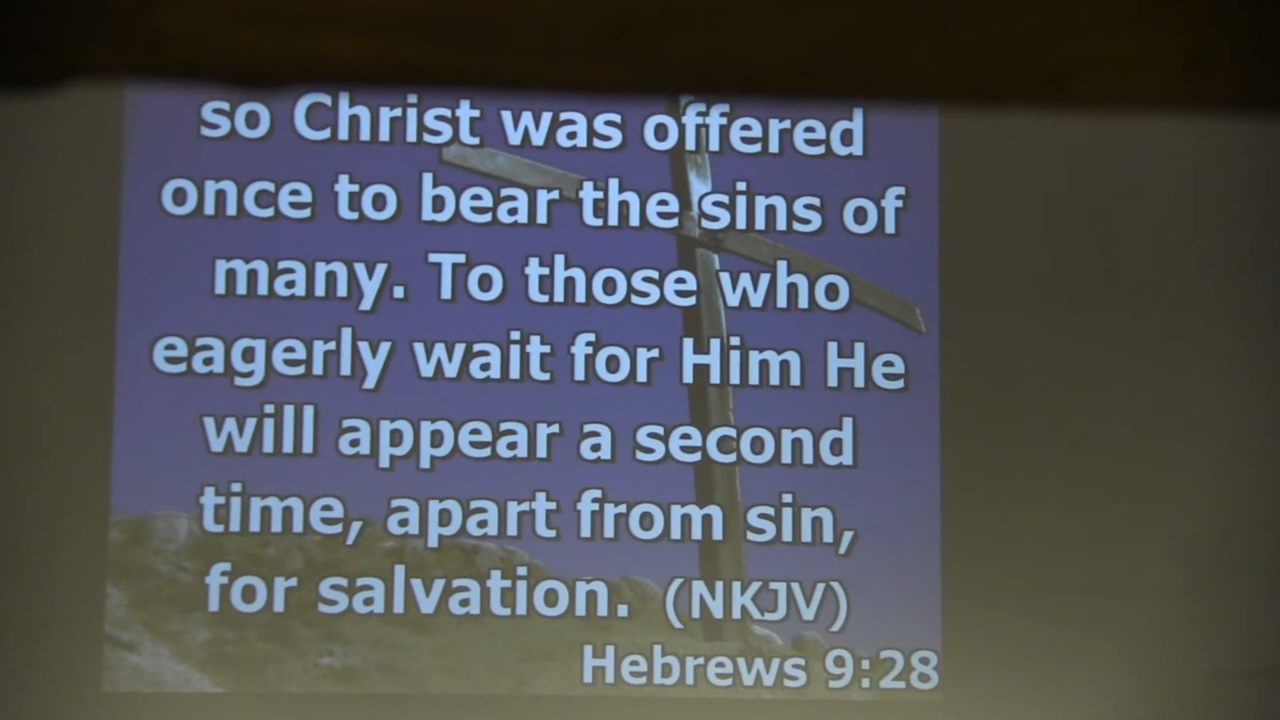 so Christ was offered
once to bear the sins of
many. To those who
eagerly wait for Him He
will appear a second
time, apart from sin,
for salvation. (NKJV)
Hebrews 9:28